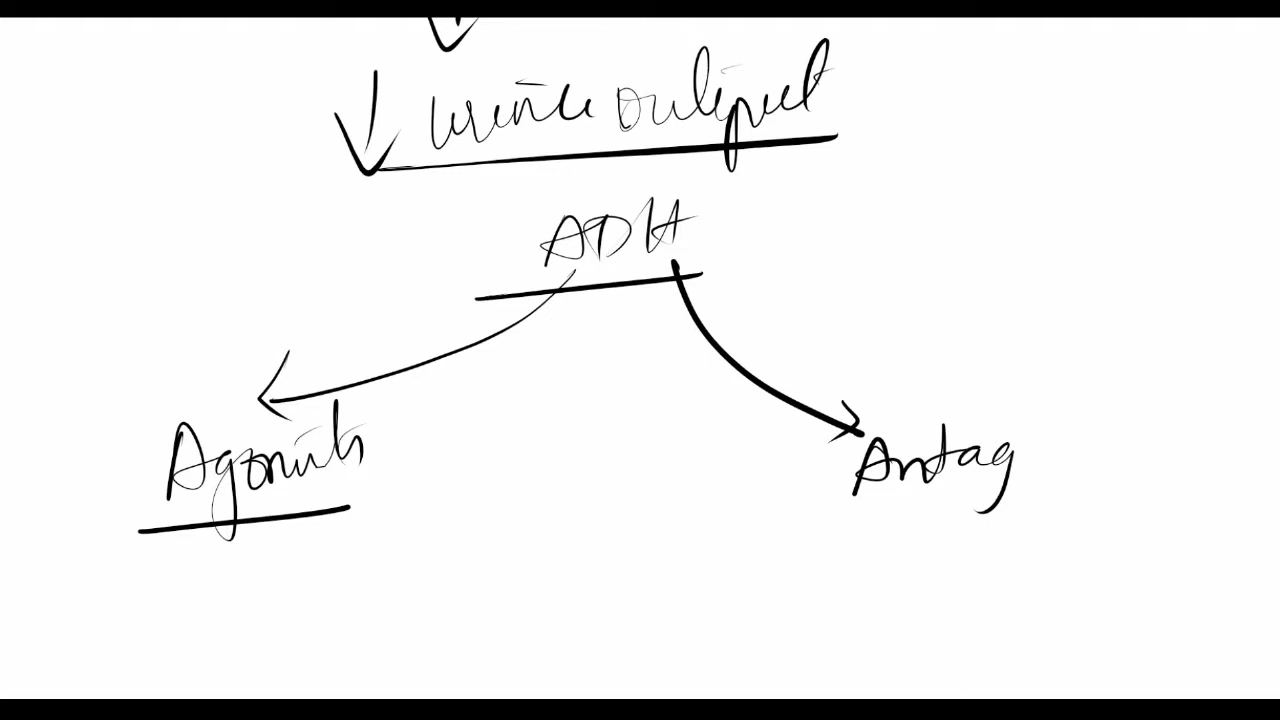 ↓ urine output
ADH
Agonists
Antag